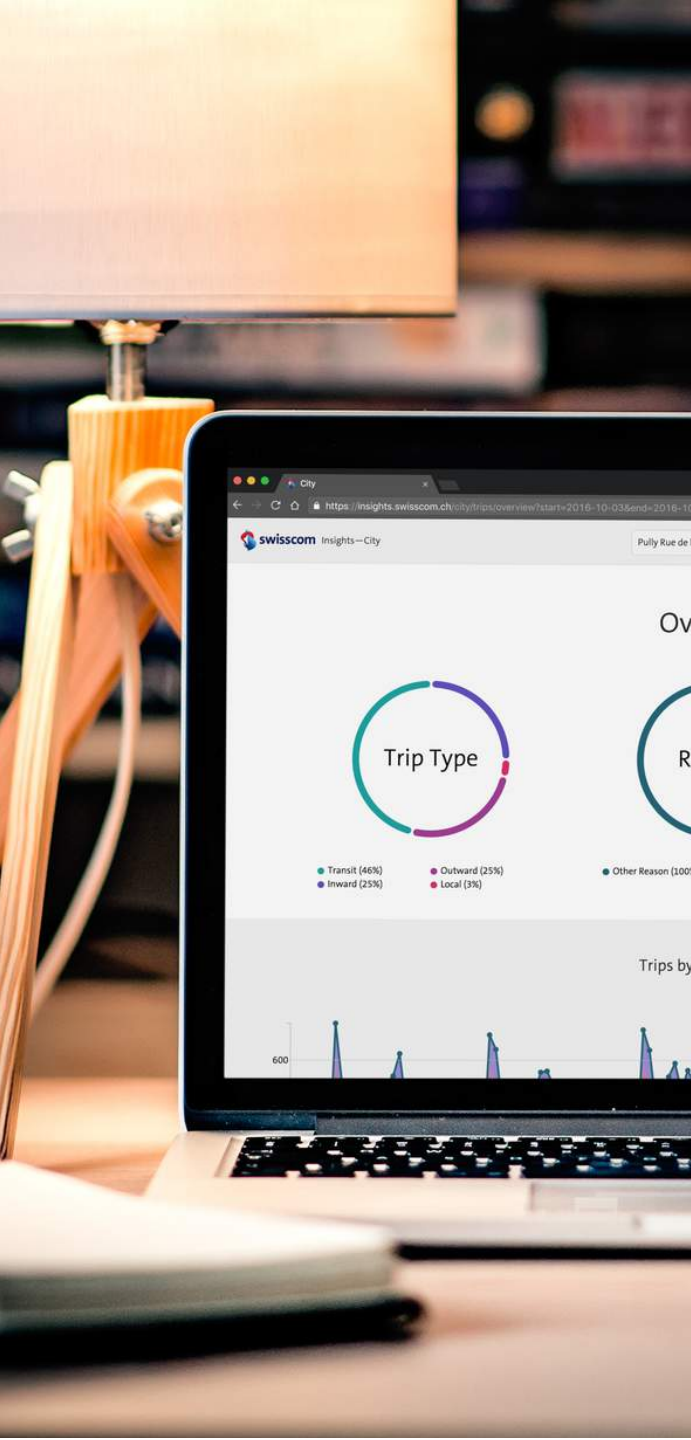 City
https://insights.swisscom.ch/city/trips/overview?start=2016-10-03&end=2016-10
swisscom Insights—City
Pully Rue de
Ov
Trip Type
R
Transit (46%)
Outward (25%)
Other Reason (100%
Inward (25%)
Local (3%)
Trips by
600